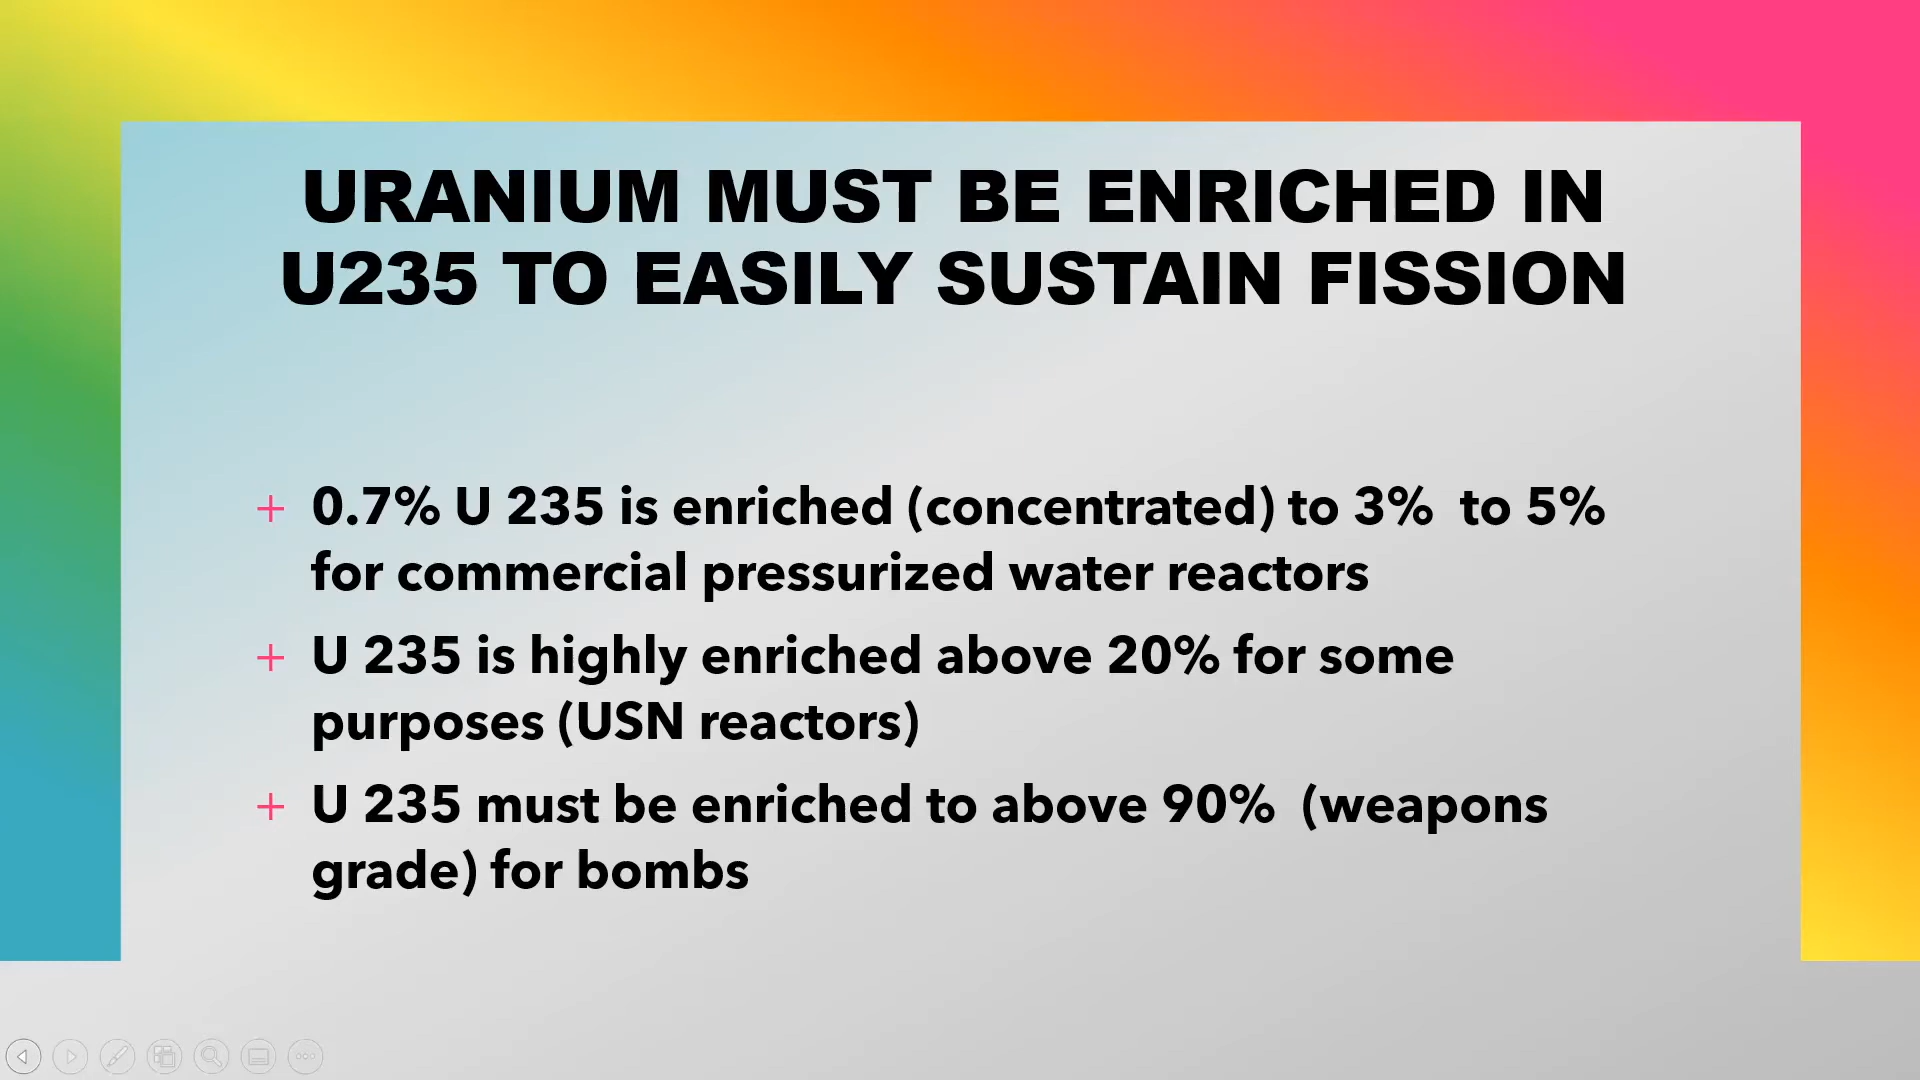 URANIUM MUST BE ENRICHED IN
U235 TO EASILY SUSTAIN FISSION
+ 0.7% U 235 is enriched (concentrated) to 3%  to 5%
for commercial pressurized water reactors
+ U 235 is highly enriched above 20% for some
purposes (USN reactors)
+ U 235 must be enriched to above 90%  (weapons
grade) for bombs